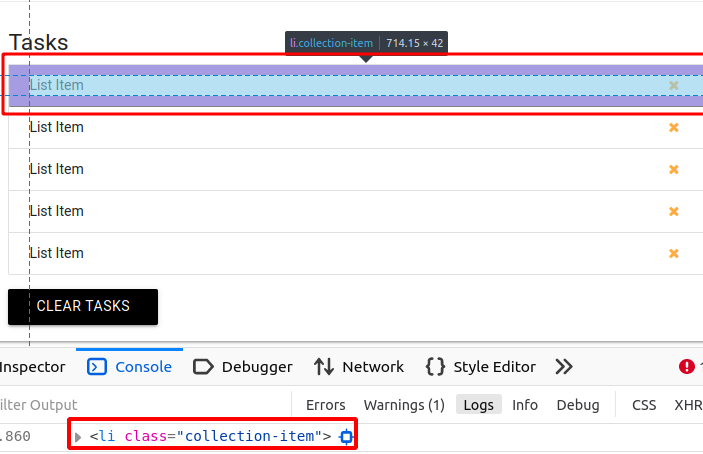 Tasks
li.collection-item | 714.15 × 42
List Item
List Item
List Item
List Item
List Item
CLEAR TASKS
Inspector Console Debugger Network Style Editor
ilter Output Errors Warnings (1) Logs Info Debug CSS XHR
.860 <li class="collection-item">